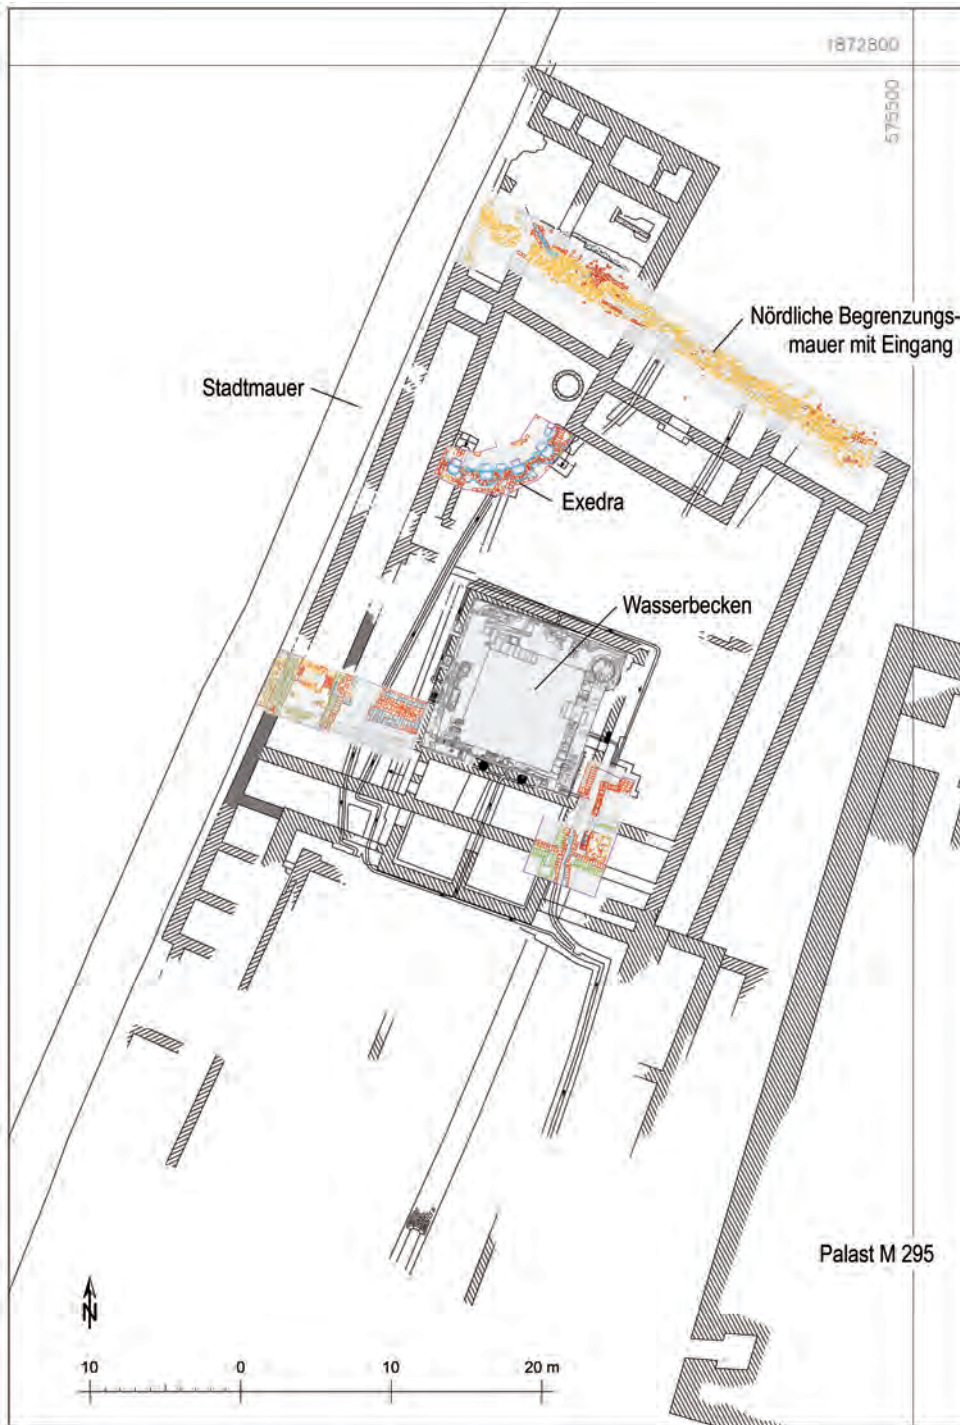 1872800
575500
Nördliche Begrenzungs-
mauer mit Eingang
Stadtmauer
Exedra
Wasserbecken
Palast M 295
N
10 0 10 20 m